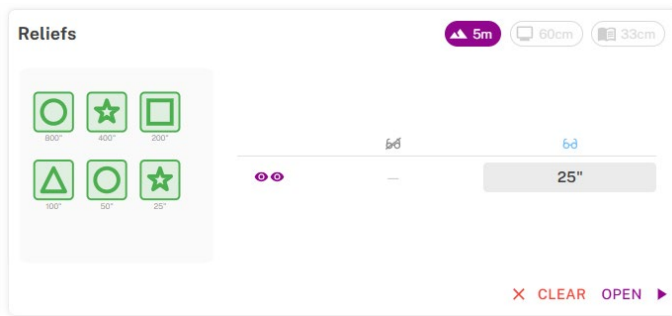 Reliefs
5m
60cm
33cm
800"
400"
200"
100"
50"
25"
—
25"
CLEAR
OPEN